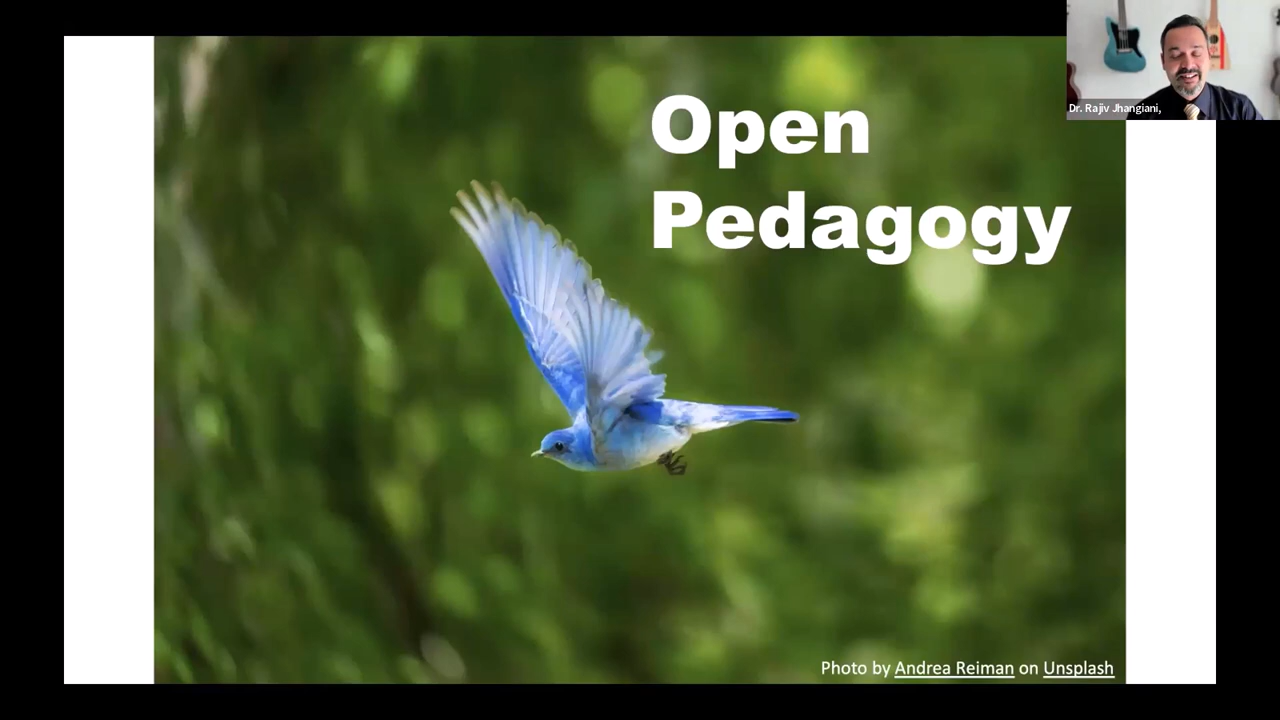 Open
Pedagogy
Dr. Rajiv Jhangiani,
Photo by Andrea Reiman on Unsplash